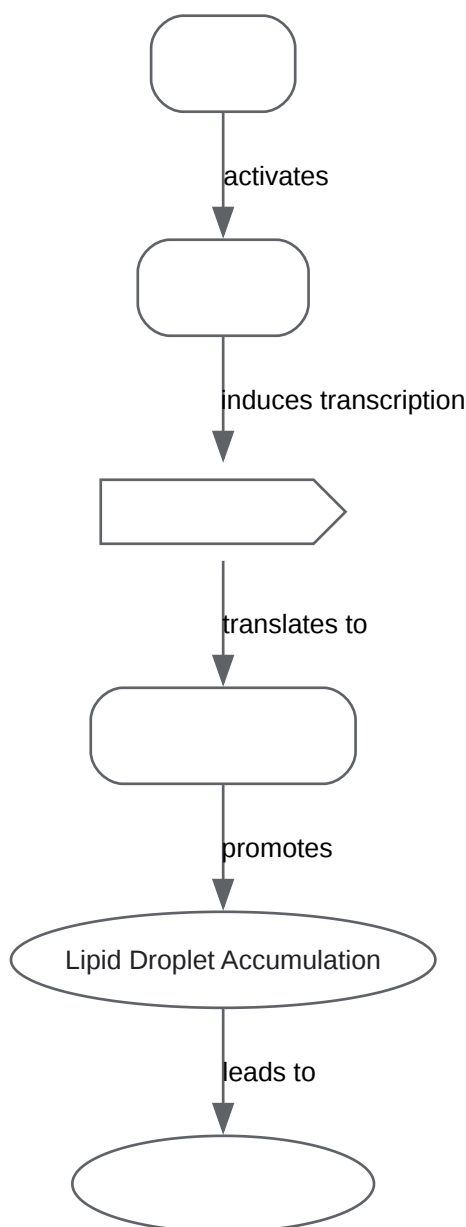 activates
induces transcription
translates to
promotes
Lipid Droplet Accumulation
leads to